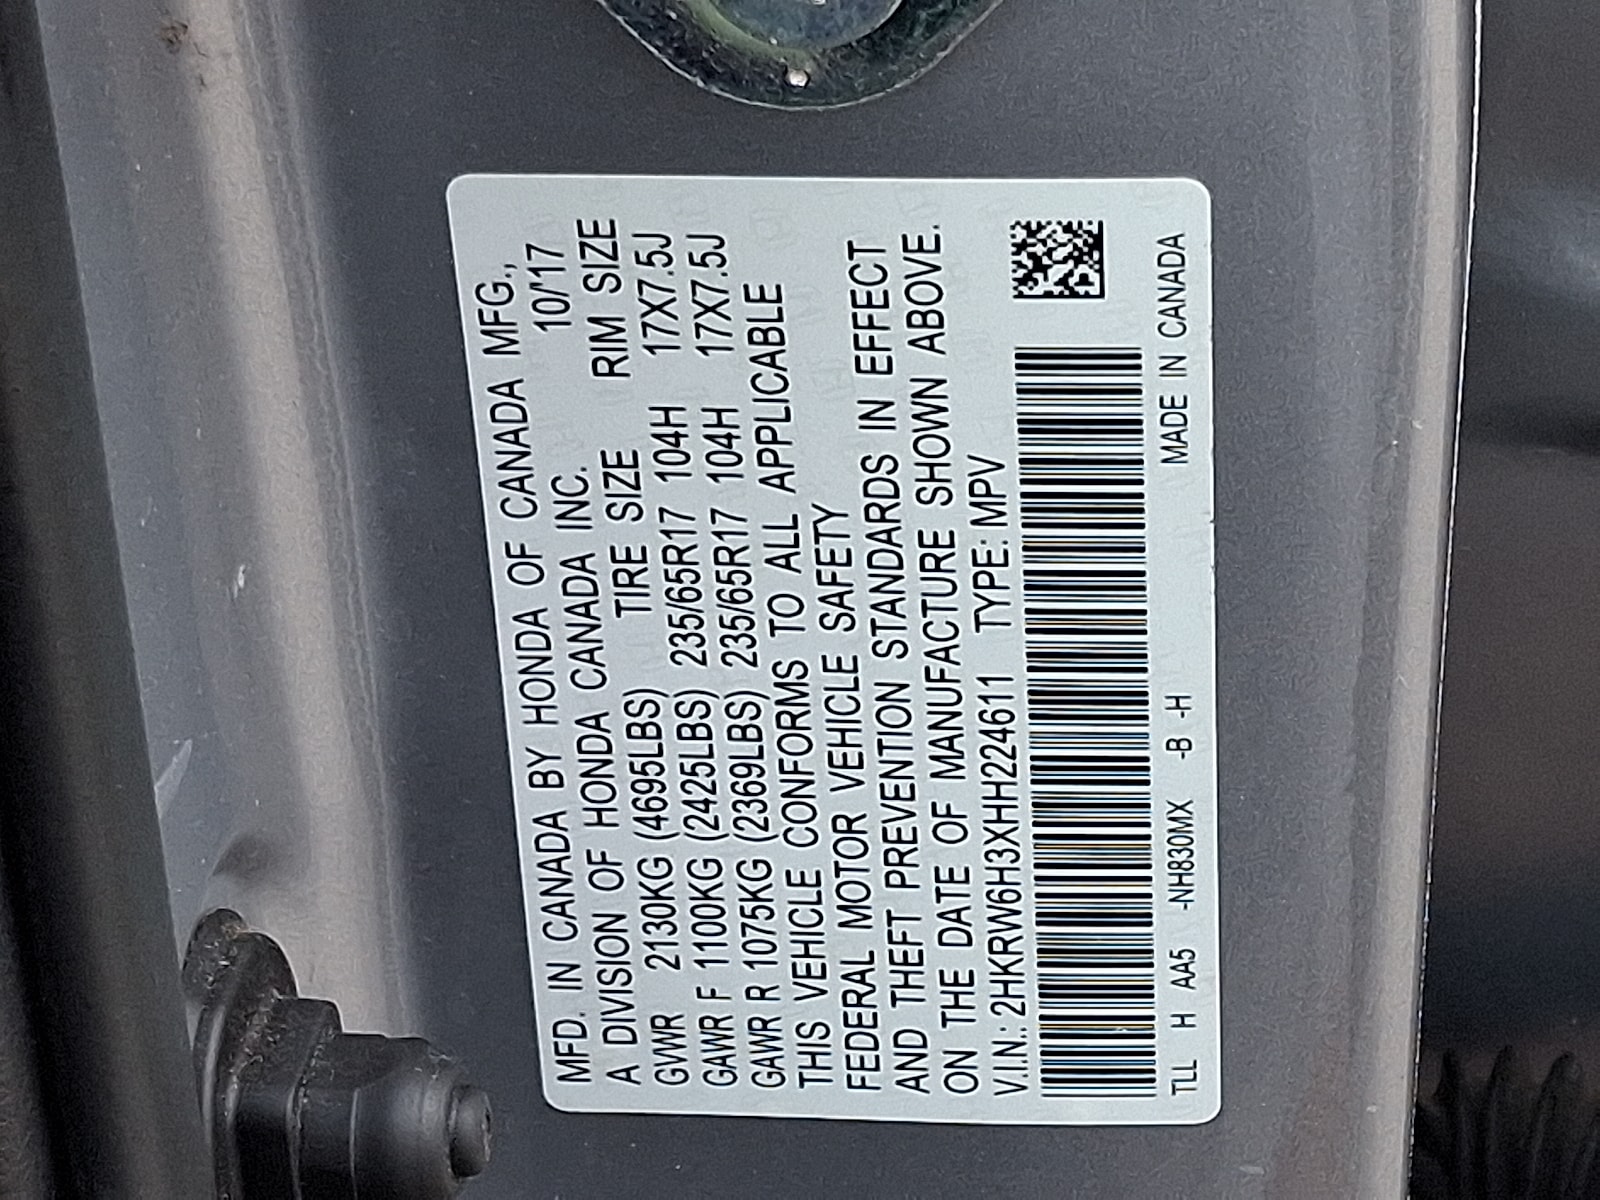 MFD. IN CANADA BY HONDA OF CANADA MFG.,
A DIVISION OF HONDA CANADA INC. 10/'17
TIRE SIZE RIM SIZE
GVWR 2130KG (4695LBS)
GAWR F 1100KG (2425LBS) 235/65R17 104H 17X7.5J
GAWR R 1075KG (2369LBS) 235/65R17 104H 17X7.5J
THIS VEHICLE CONFORMS TO ALL APPLICABLE
FEDERAL MOTOR VEHICLE SAFETY
AND THEFT PREVENTION STANDARDS IN EFFECT
ON THE DATE OF MANUFACTURE SHOWN ABOVE.
V.I.N.: 2HKRW6H3XHH224611 TYPE: MPV
TLL H AA5 -NH830MX -B -H MADE IN CANADA